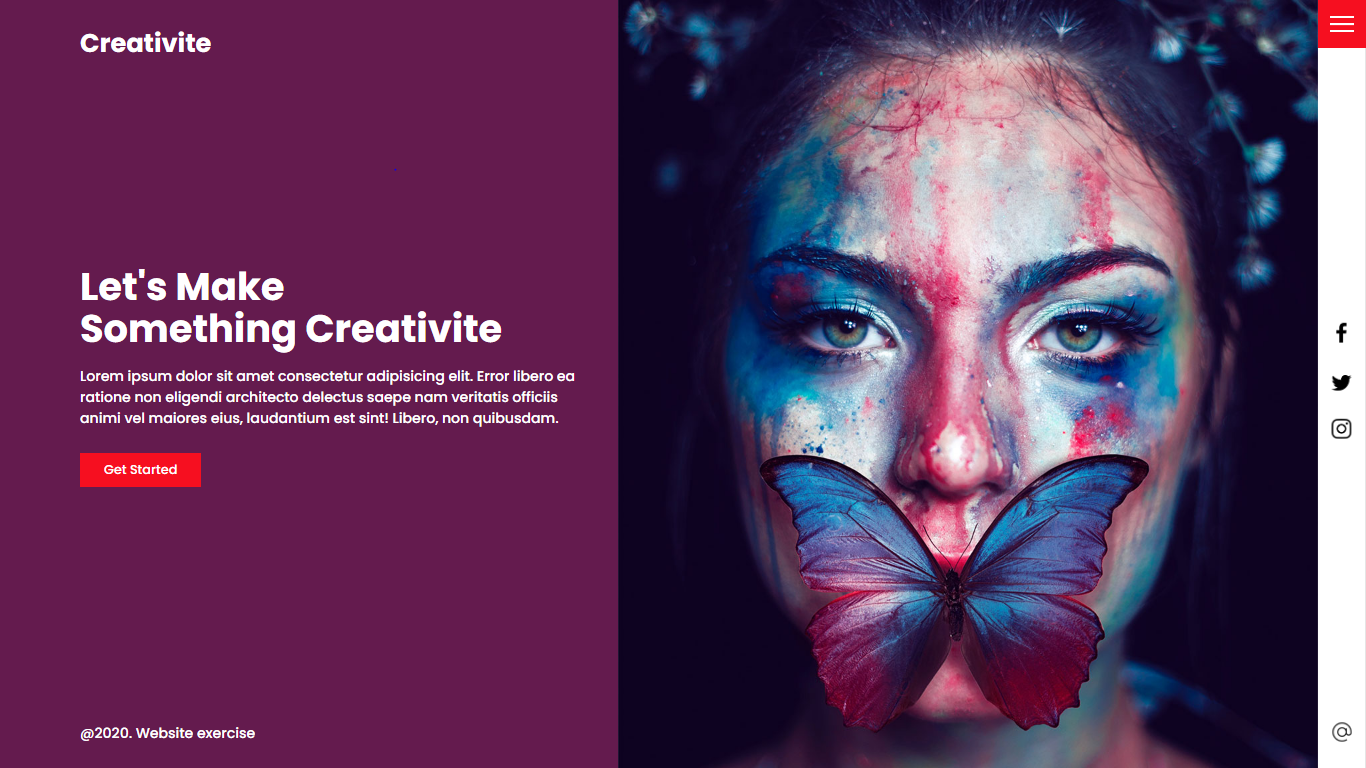 Creativite
Let's Make
Something Creativite
Lorem ipsum dolor sit amet consectetur adipisicing elit. Error libero ea
ratione non eligendi architecto delectus saepe nam veritatis officiis
animi vel maiores eius, laudantium est sint! Libero, non quibusdam.
Get Started
@2020. Website exercise
@